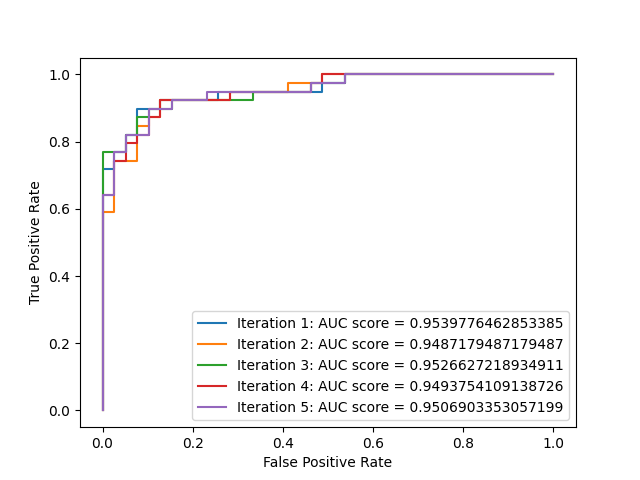 1.0
0.8
0.6
0.4
0.2
0.0
True Positive Rate
Iteration 1: AUC score = 0.9539776462853385
Iteration 2: AUC score = 0.9487179487179487
Iteration 3: AUC score = 0.9526627218934911
Iteration 4: AUC score = 0.9493754109138726
Iteration 5: AUC score = 0.9506903353057199
0.0 0.2 0.4 0.6 0.8 1.0
False Positive Rate